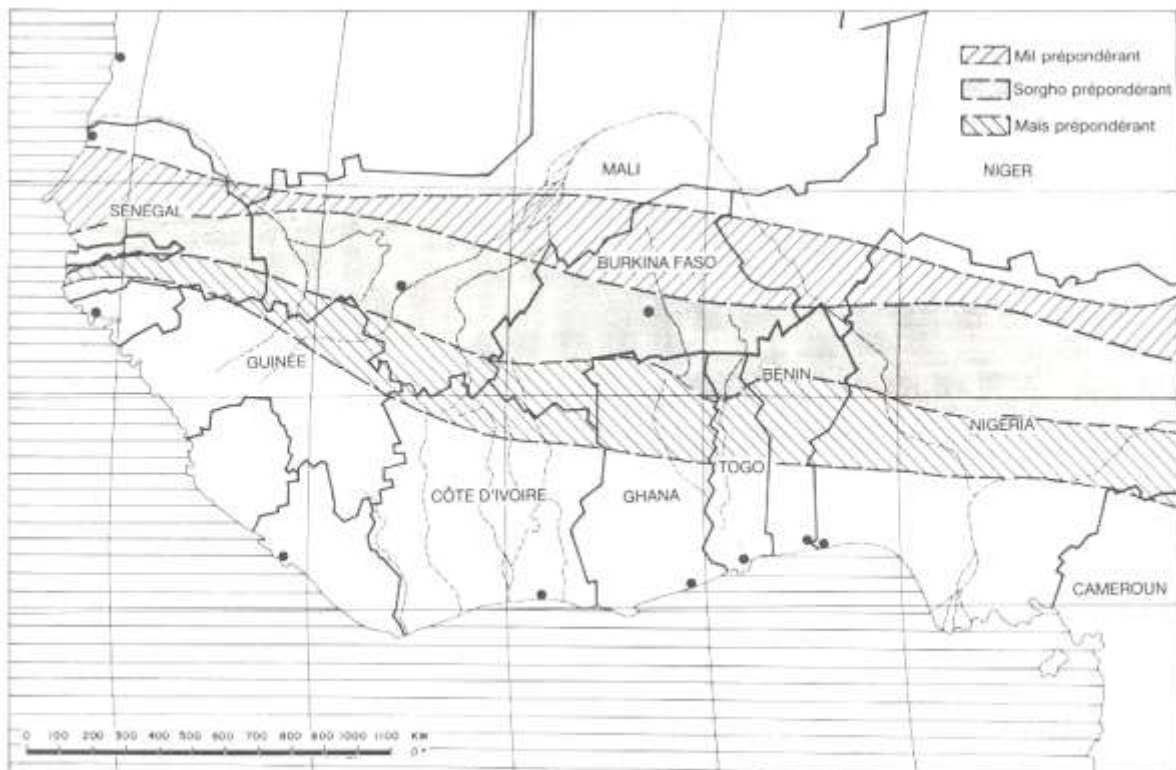 Mil prépondérant
Sorgho prépondérant
Maïs prépondérant
MALI
NIGER
SENEGAL
BURKINA FASO
GUINÉE
BENIN
NIGERIA
TOGO
CÔTE D'IVOIRE
GHANA
CAMEROUN
0 100 200 300 400 500 600 700 800 900 1000 1100 KM
0°